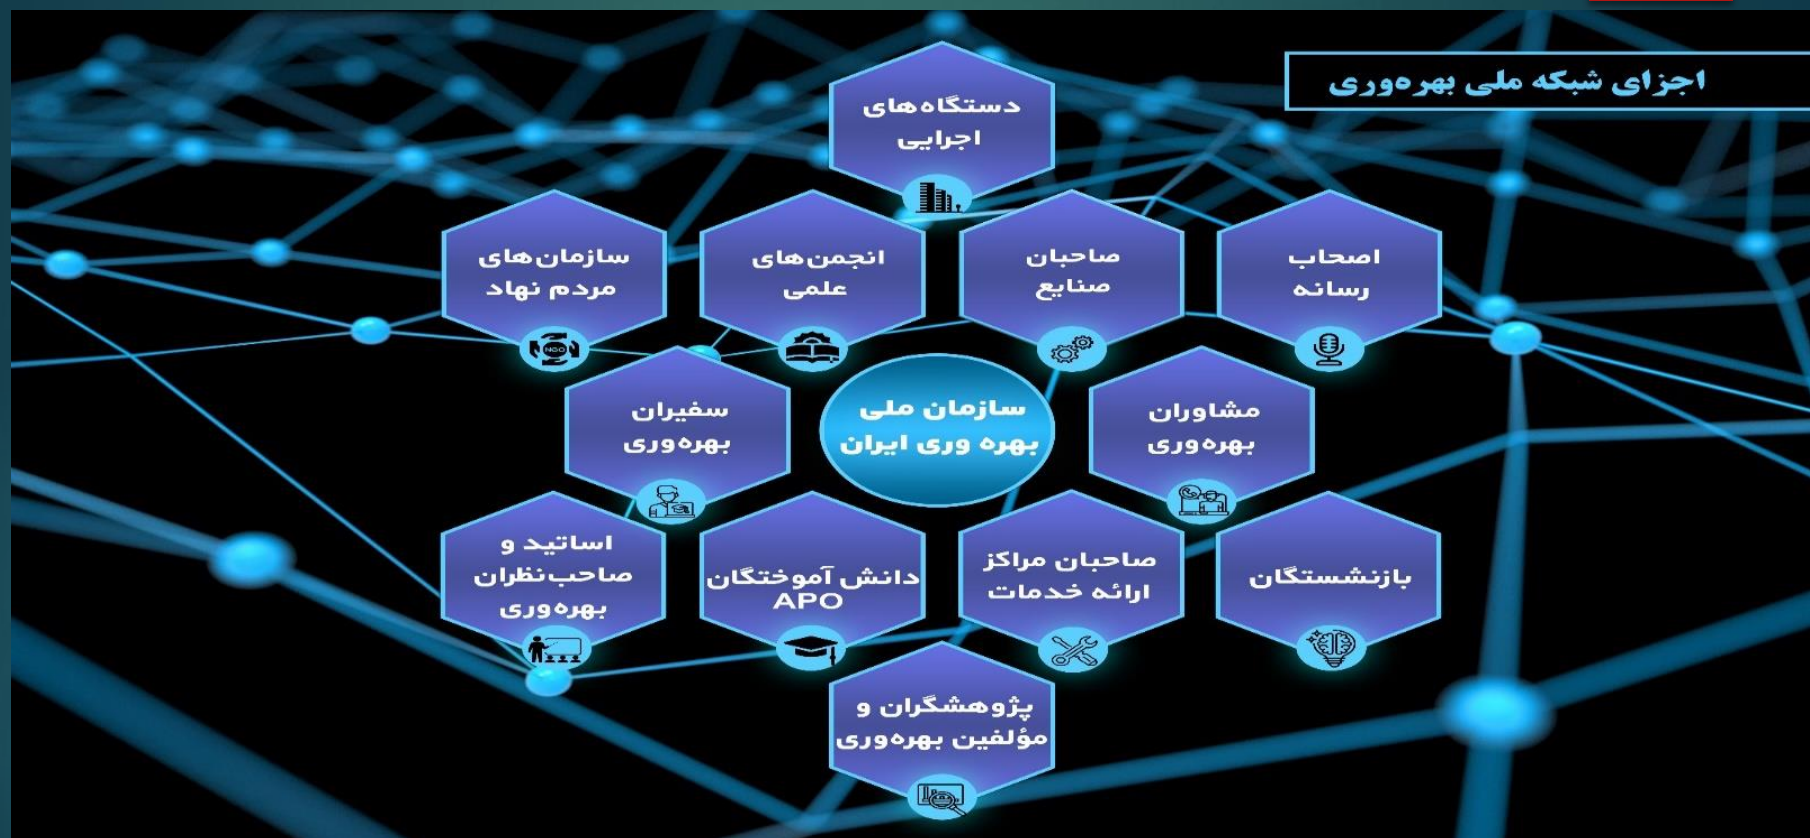 اجزای شبکه ملی بهره‌وری
دستگاه‌های
اجرایی
اصحاب
رسانه
صاحبان
صنایع
انجمن‌های
علمی
سازمان‌های
مردم نهاد
NGO
مشاوران
بهره‌وری
سازمان ملی
بهره وری ایران
سفیران
بهره‌وری
بازنشستگان
صاحبان مراکز
ارائه خدمات
دانش آموختگان
APO
اساتید و
صاحب‌نظران
بهره‌وری
پژوهشگران و
مؤلفین بهره‌وری